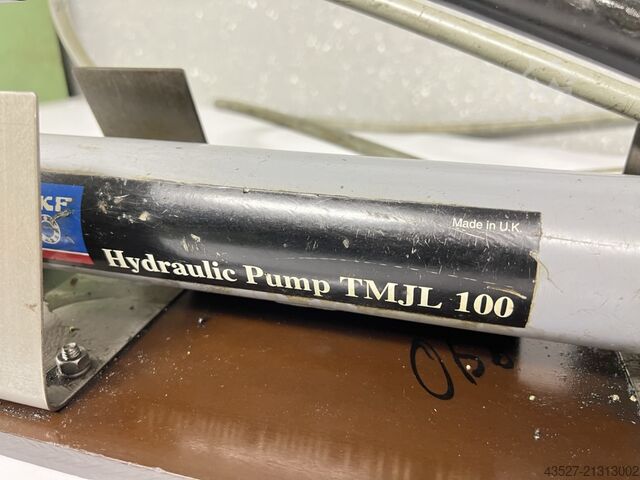 KF
Made in U.K.
Hydraulic Pump TMJL 100
43527-21313002